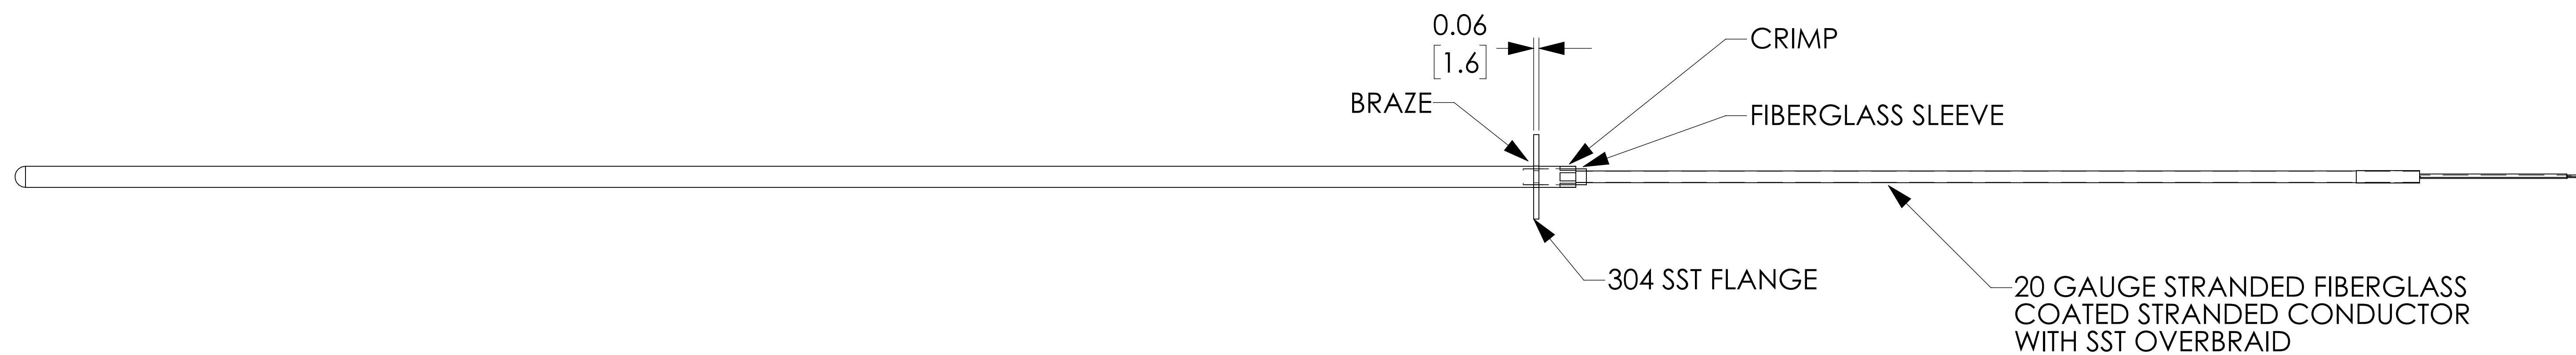 0.06
[1.6]
CRIMP
BRAZE
FIBERGLASS SLEEVE
304 SST FLANGE
20 GAUGE STRANDED FIBERGLASS
COATED STRANDED CONDUCTOR
WITH SST OVERBRAID